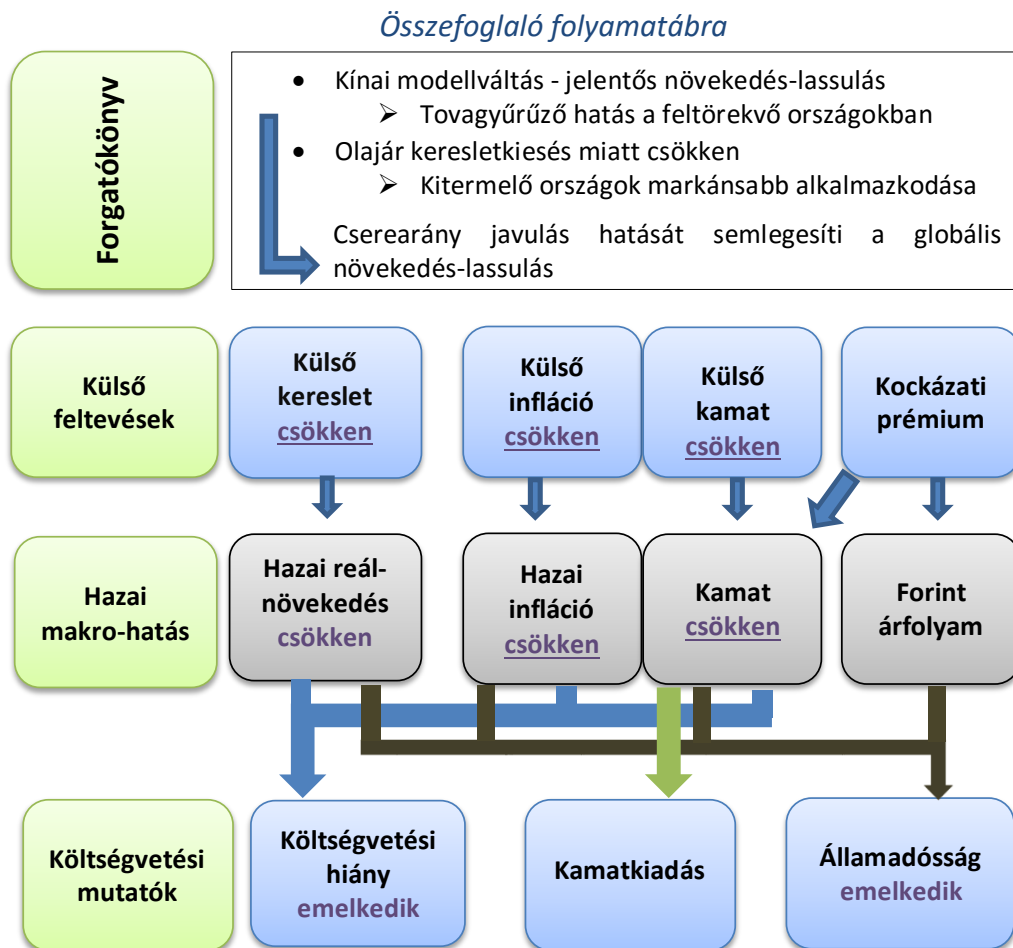 Összefoglaló folyamatábra
Forgatókönyv
• Kínai modellváltás - jelentős növekedés-lassulás
➢ Tovagyűrűző hatás a feltörekvő országokban
• Olajár keresletkiesés miatt csökken
➢ Kitermelő országok markánsabb alkalmazkodása
Cserearány javulás hatását semlegesíti a globális
növekedés-lassulás
Külső
feltevések
Külső
kereslet
csökken
Külső
infláció
csökken
Külső
kamat
csökken
Kockázati
prémium
Hazai
makro-hatás
Hazai reál-
növekedés
csökken
Hazai
infláció
csökken
Kamat
csökken
Forint
árfolyam
Költségvetési
mutatók
Költségvetési
hiány
emelkedik
Kamatkiadás
Államadósság
emelkedik